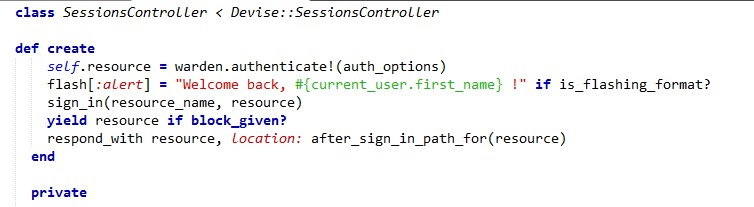 class SessionsController < Devise::SessionsController
def create
self.resource = warden.authenticate!(auth_options)
flash[:alert] = "Welcome back, #{current_user.first_name} !" if is_flashing_format?
sign_in(resource_name, resource)
yield resource if block_given?
respond_with resource, location: after_sign_in_path_for(resource)
end
private